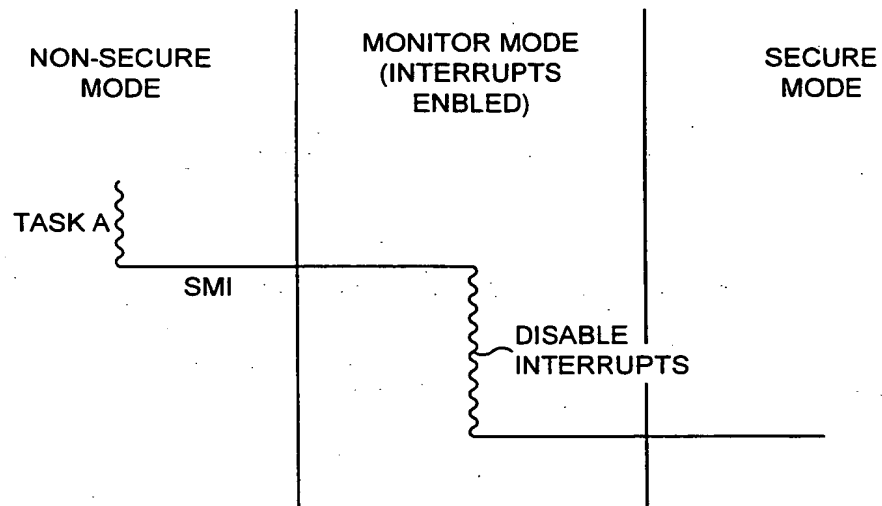 NON-SECURE
MODE
MONITOR MODE
(INTERRUPTS
ENBLED)
SECURE
MODE
TASK A
SMI
DISABLE
INTERRUPTS